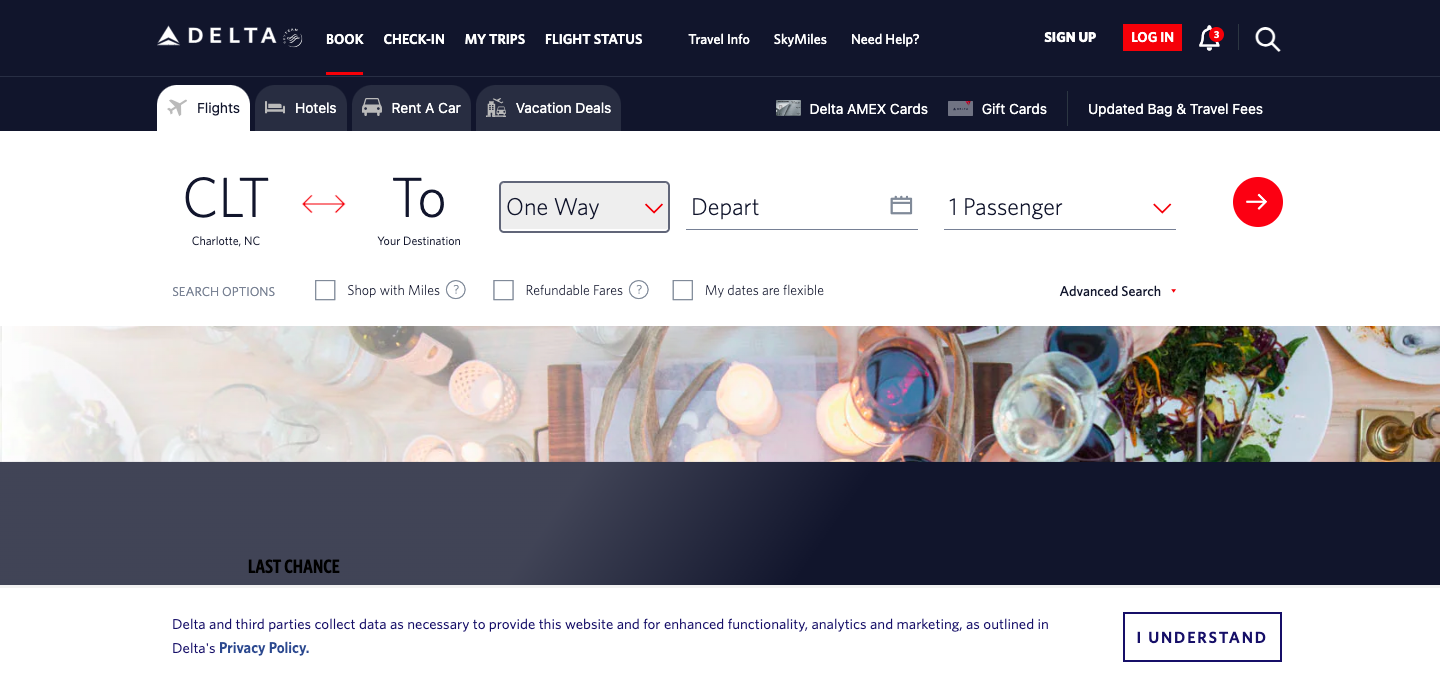 DELTA
BOOK
CHECK-IN
MY TRIPS
FLIGHT STATUS
Travel Info
SkyMiles
Need Help?
SIGN UP
LOG IN
3
Flights
Hotels
Rent A Car
Vacation Deals
Delta AMEX Cards
Gift Cards
Updated Bag & Travel Fees
CLT
Charlotte, NC
To
Your Destination
One Way
Depart
1 Passenger
SEARCH OPTIONS
Shop with Miles ?
Refundable Fares ?
My dates are flexible
Advanced Search
LAST CHANCE
Delta and third parties collect data as necessary to provide this website and for enhanced functionality, analytics and marketing, as outlined in
Delta's Privacy Policy.
I UNDERSTAND